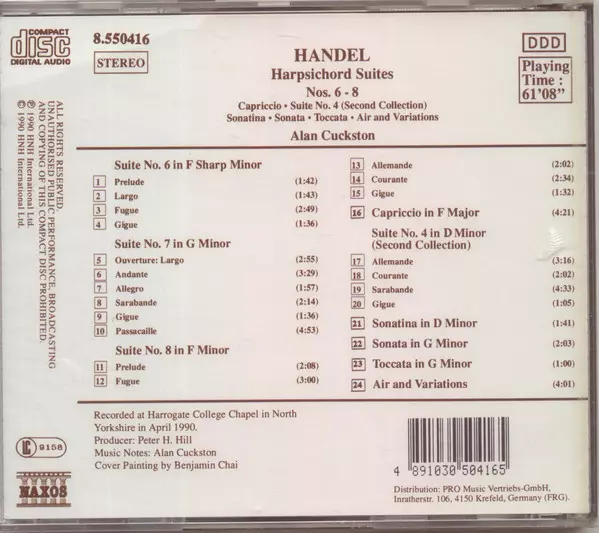 COMPACT
disc
DIGITAL AUDIO
8.550416
STEREO
HANDEL
Harpsichord Suites
Nos. 6 - 8
Capriccio · Suite No. 4 (Second Collection)
Sonatina · Sonata · Toccata · Air and Variations
Alan Cuckston
DDD
Playing
Time :
61'08"
ALL RIGHTS RESERVED.
UNAUTHORISED PUBLIC PERFORMANCE, BROADCASTING
AND COPYING OF THIS COMPACT DISC PROHIBITED.
℗ 1990 HNH International Ltd.
© 1990 HNH International Ltd.
Suite No. 6 in F Sharp Minor
1 Prelude (1:42)
2 Largo (1:43)
3 Fugue (2:49)
4 Gigue (1:36)
Suite No. 7 in G Minor
5 Ouverture: Largo (2:55)
6 Andante (3:29)
7 Allegro (1:57)
8 Sarabande (2:14)
9 Gigue (1:36)
10 Passacaille (4:53)
Suite No. 8 in F Minor
11 Prelude (2:08)
12 Fugue (3:00)
13 Allemande (2:02)
14 Courante (2:34)
15 Gigue (1:32)
16 Capriccio in F Major (4:21)
Suite No. 4 in D Minor
(Second Collection)
17 Allemande (3:16)
18 Courante (2:02)
19 Sarabande (4:33)
20 Gigue (1:05)
21 Sonatina in D Minor (1:41)
22 Sonata in G Minor (2:03)
23 Toccata in G Minor (1:00)
24 Air and Variations (4:01)
Recorded at Harrogate College Chapel in North
Yorkshire in April 1990.
Producer: Peter H. Hill
Music Notes: Alan Cuckston
Cover Painting by Benjamin Chai
LC 9158
NAXOS
4 891030 504165
Distribution: PRO Music Vertriebs-GmbH,
Inratherstr. 106, 4150 Krefeld, Germany (FRG).